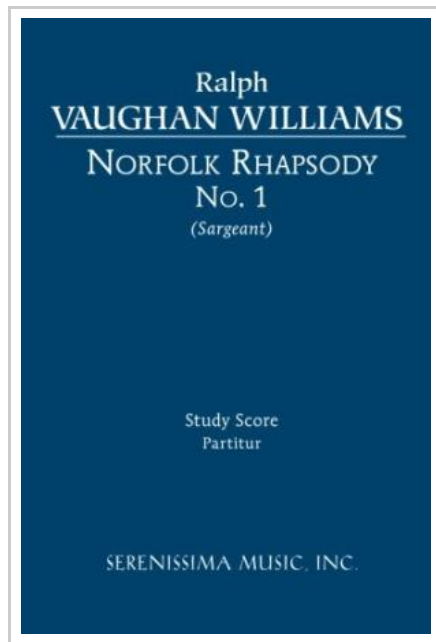 Ralph
VAUGHAN WILLIAMS
NORFOLK RHAPSODY
No. 1
(Sargeant)
Study Score
Partitur
SERENISSIMA MUSIC, INC.